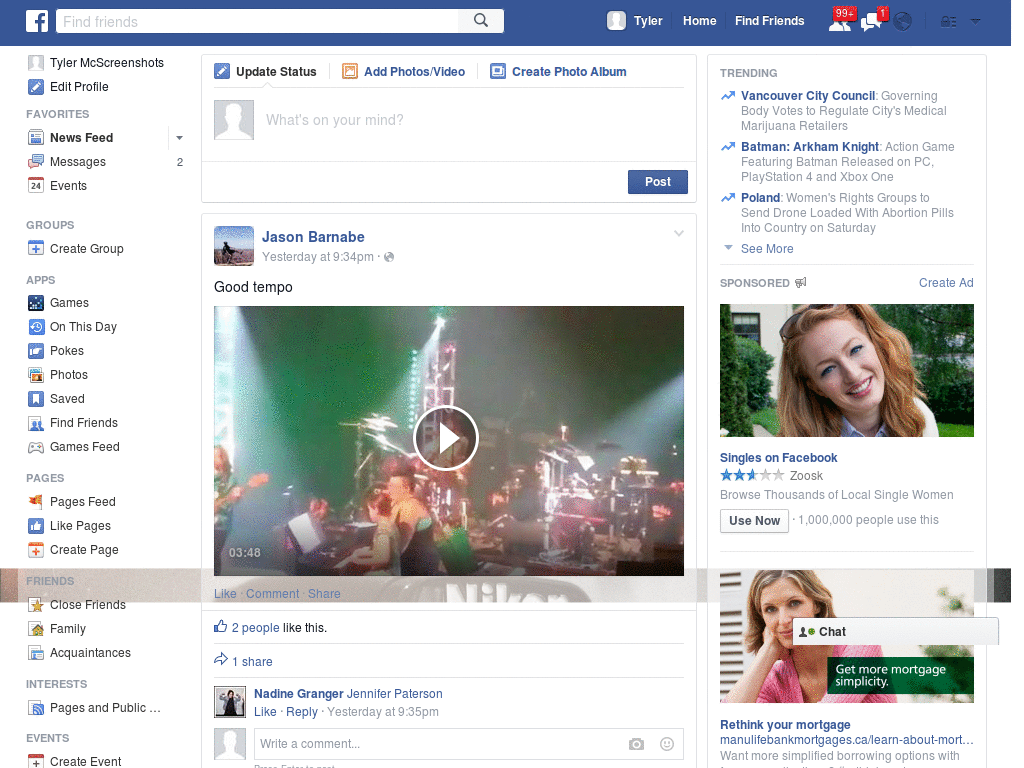 f
Find friends
Tyler
Home
Find Friends
99+
1
Tyler McScreenshots
Edit Profile
FAVORITES
News Feed
Messages 2
24 Events
GROUPS
Create Group
APPS
Games
On This Day
Pokes
Photos
Saved
Find Friends
Games Feed
PAGES
Pages Feed
Like Pages
Create Page
FRIENDS
Close Friends
Family
Acquaintances
INTERESTS
Pages and Public ...
EVENTS
Create Event
Update Status
Add Photos/Video
Create Photo Album
What's on your mind?
Post
Jason Barnabe
Yesterday at 9:34pm ·
Good tempo
03:48
Nikon
Like · Comment · Share
2 people like this.
1 share
Nadine Granger Jennifer Paterson
Like · Reply · Yesterday at 9:35pm
Write a comment...
TRENDING
Vancouver City Council: Governing
Body Votes to Regulate City's Medical
Marijuana Retailers
Batman: Arkham Knight: Action Game
Featuring Batman Released on PC,
PlayStation 4 and Xbox One
Poland: Women's Rights Groups to
Send Drone Loaded With Abortion Pills
Into Country on Saturday
See More
SPONSORED
Create Ad
Singles on Facebook
Zoosk
Browse Thousands of Local Single Women
Use Now · 1,000,000 people use this
Chat
Get more mortgage
simplicity.
Rethink your mortgage
manulifebankmortgages.ca/learn-about-mort...
Want more simplified borrowing options with